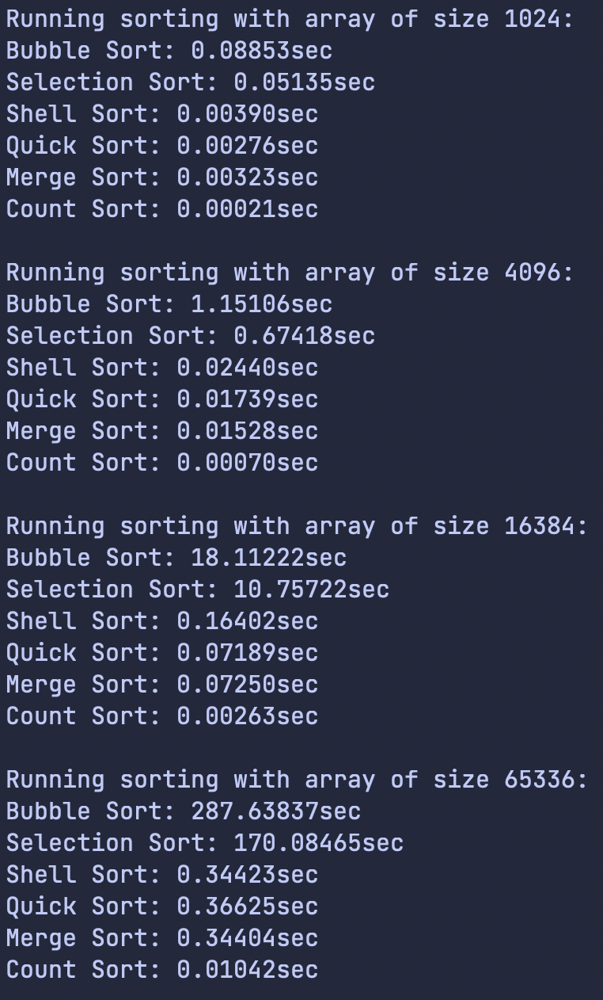 Running sorting with array of size 1024:
Bubble Sort: 0.08853sec
Selection Sort: 0.05135sec
Shell Sort: 0.00390sec
Quick Sort: 0.00276sec
Merge Sort: 0.00323sec
Count Sort: 0.00021sec
Running sorting with array of size 4096:
Bubble Sort: 1.15106sec
Selection Sort: 0.67418sec
Shell Sort: 0.02440sec
Quick Sort: 0.01739sec
Merge Sort: 0.01528sec
Count Sort: 0.00070sec
Running sorting with array of size 16384:
Bubble Sort: 18.11222sec
Selection Sort: 10.75722sec
Shell Sort: 0.16402sec
Quick Sort: 0.07189sec
Merge Sort: 0.07250sec
Count Sort: 0.00263sec
Running sorting with array of size 65336:
Bubble Sort: 287.63837sec
Selection Sort: 170.08465sec
Shell Sort: 0.34423sec
Quick Sort: 0.36625sec
Merge Sort: 0.34404sec
Count Sort: 0.01042sec